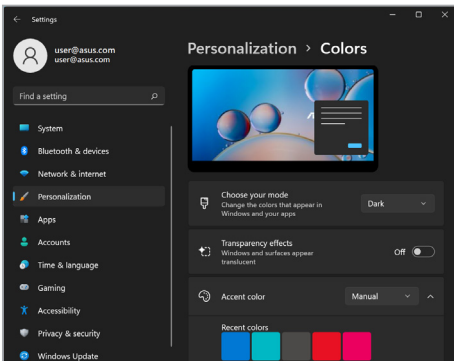 Settings
user@asus.com
user@asus.com
Find a setting
System
Bluetooth & devices
Network & internet
Personalization
Apps
Accounts
Time & language
Gaming
Accessibility
Privacy & security
Windows Update
Personalization > Colors
Choose your mode
Change the colors that appear in
Windows and your apps
Dark
Transparency effects
Windows and surfaces appear
translucent
Off
Accent color
Manual
Recent colors